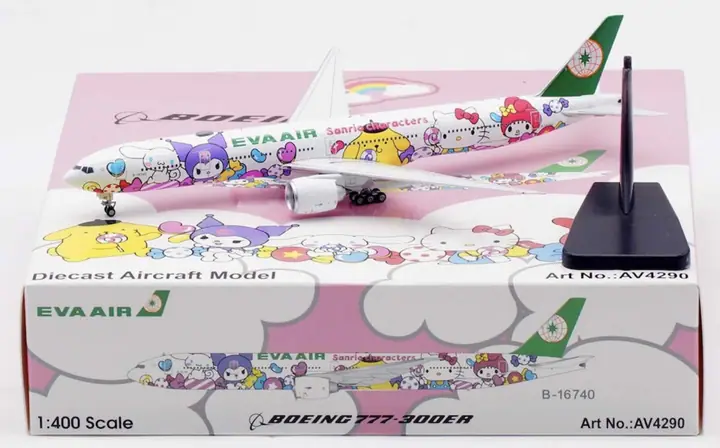 BOEI
EVA AIR
Sanrio characters
Diecast Aircraft Model
Art No.:AV4290
EVA AIR
EVA AIR
Sanrio characters
B-16740
1:400 Scale
BOEING 777-300ER
Art No.:AV4290